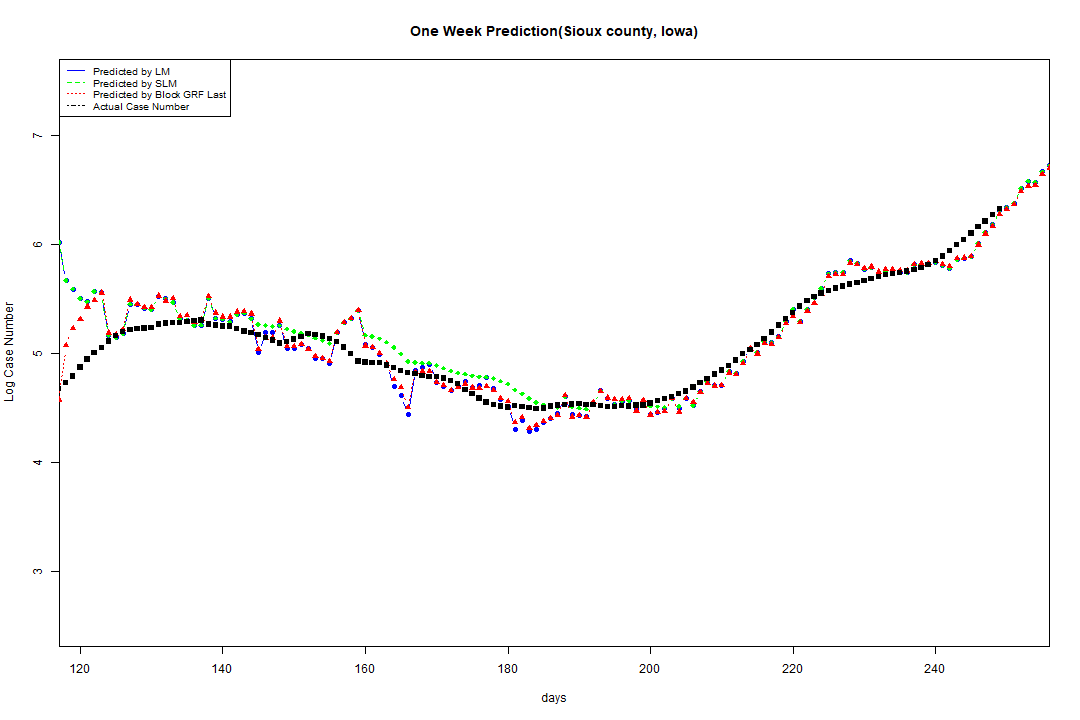 One Week Prediction(Sioux county, Iowa)
Predicted by LM
Predicted by SLM
Predicted by Block GRF Last
Actual Case Number
7
6
5
4
3
Log Case Number
120 140 160 180 200 220 240
days